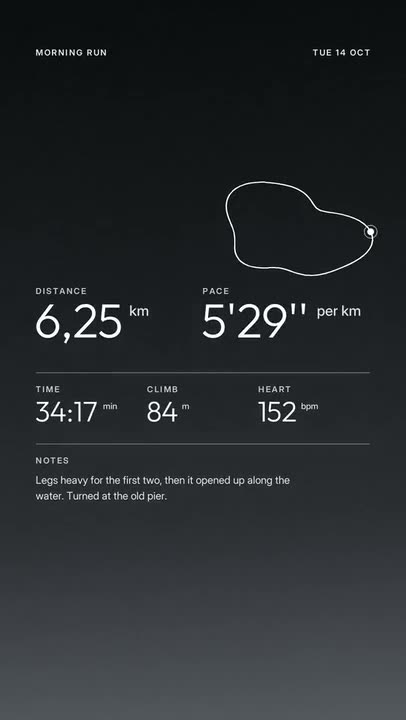 MORNING RUN TUE 14 OCT
DISTANCE PACE
6,25 km 5'29'' per km
TIME CLIMB HEART
34:17 min 84 m 152 bpm
NOTES
Legs heavy for the first two, then it opened up along the
water. Turned at the old pier.